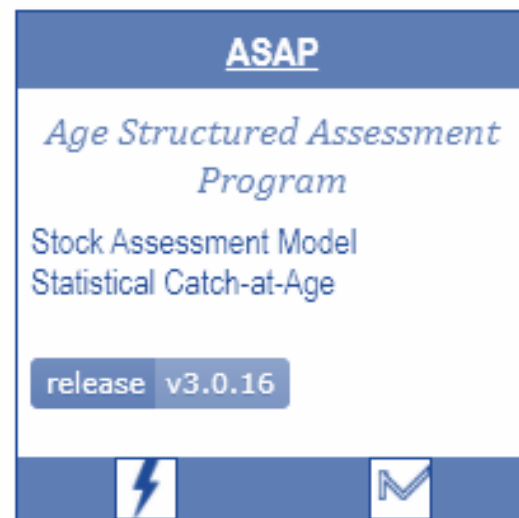 ASAP
Age Structured Assessment
Program
Stock Assessment Model
Statistical Catch-at-Age
release v3.0.16